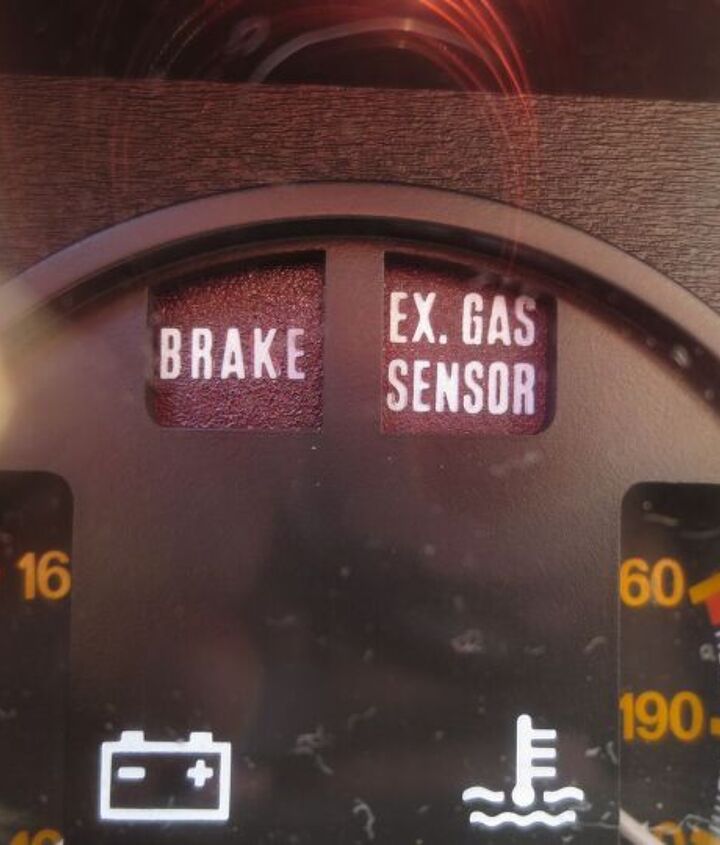 BRAKE
EX. GAS
SENSOR
16
60
190